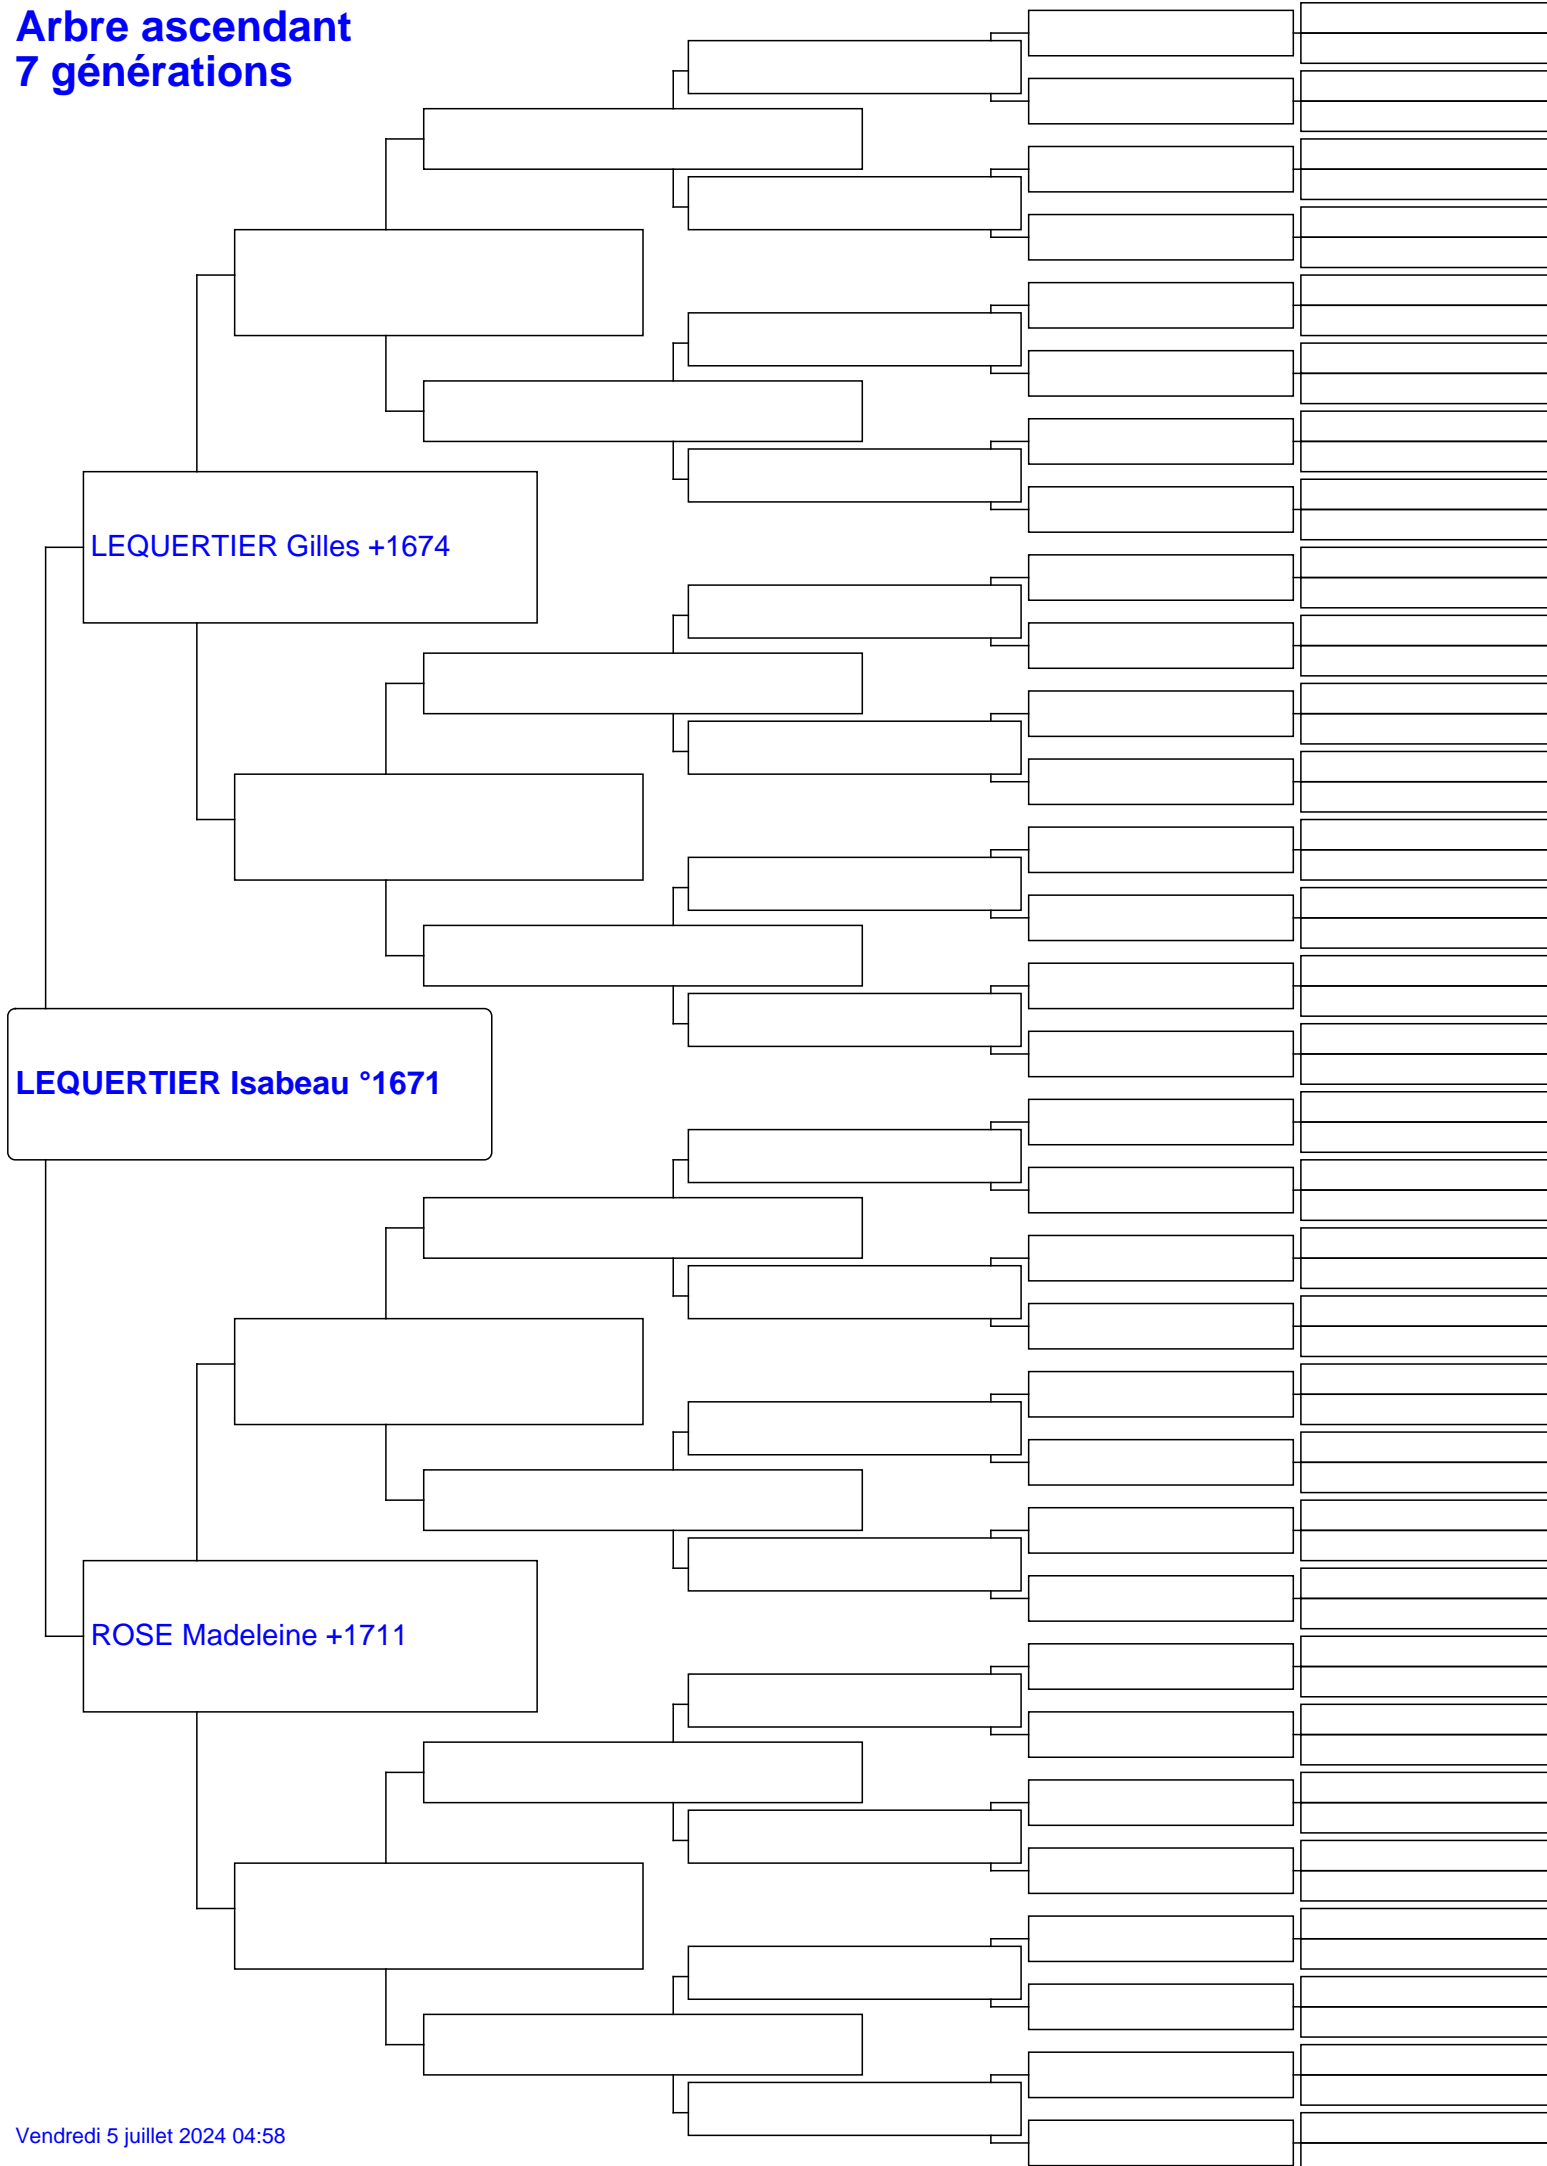 Arbre ascendant
7 générations
LEQUERTIER Gilles +1674
LEQUERTIER Isabeau °1671
ROSE Madeleine +1711
Vendredi 5 juillet 2024 04:58